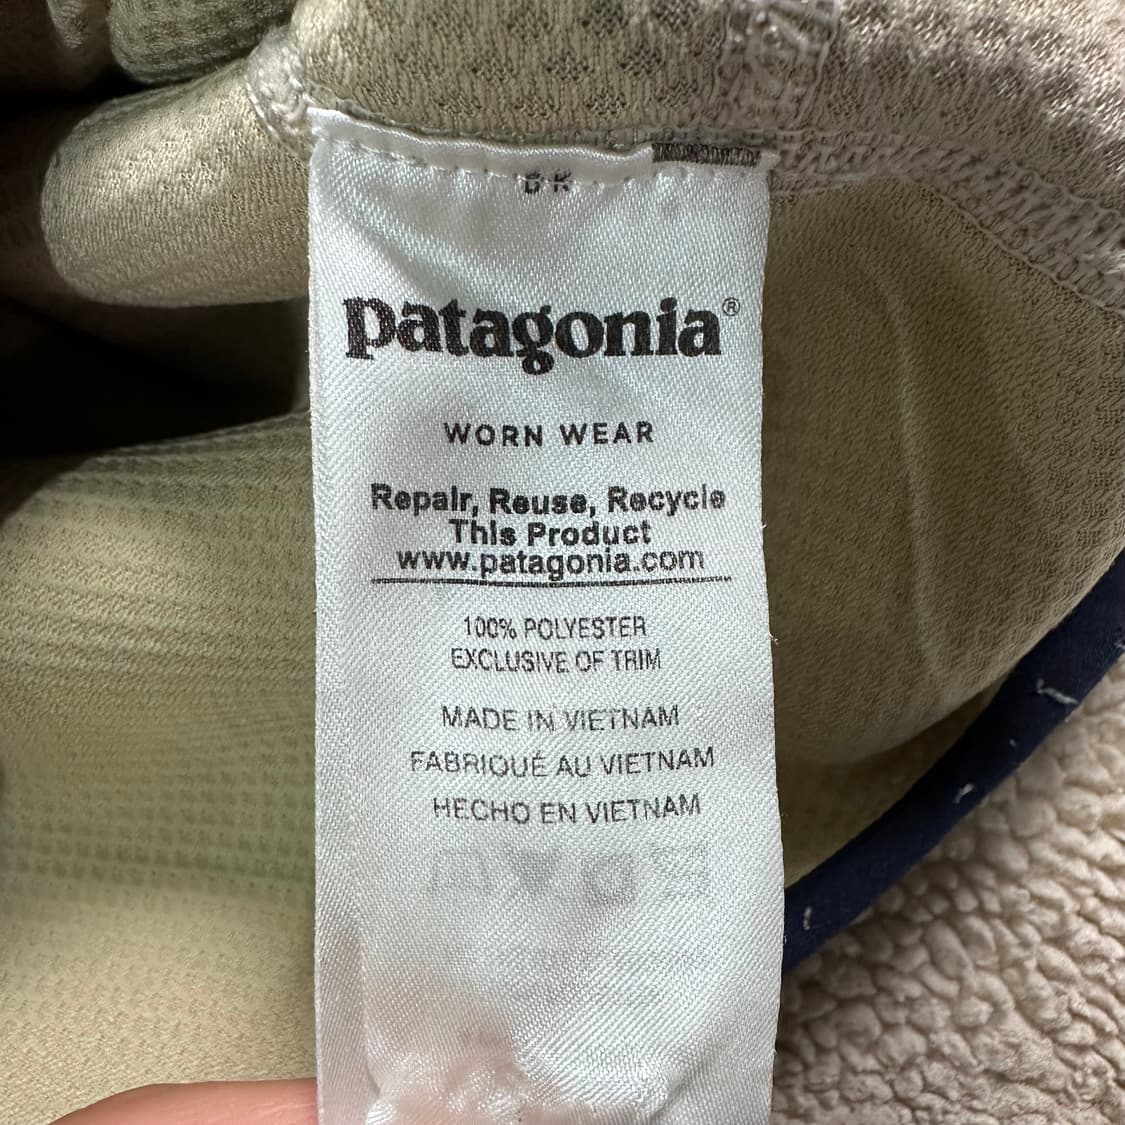 patagonia®
WORN WEAR
Repair, Reuse, Recycle
This Product
www.patagonia.com
100% POLYESTER
EXCLUSIVE OF TRIM
MADE IN VIETNAM
FABRIQUÉ AU VIETNAM
HECHO EN VIETNAM